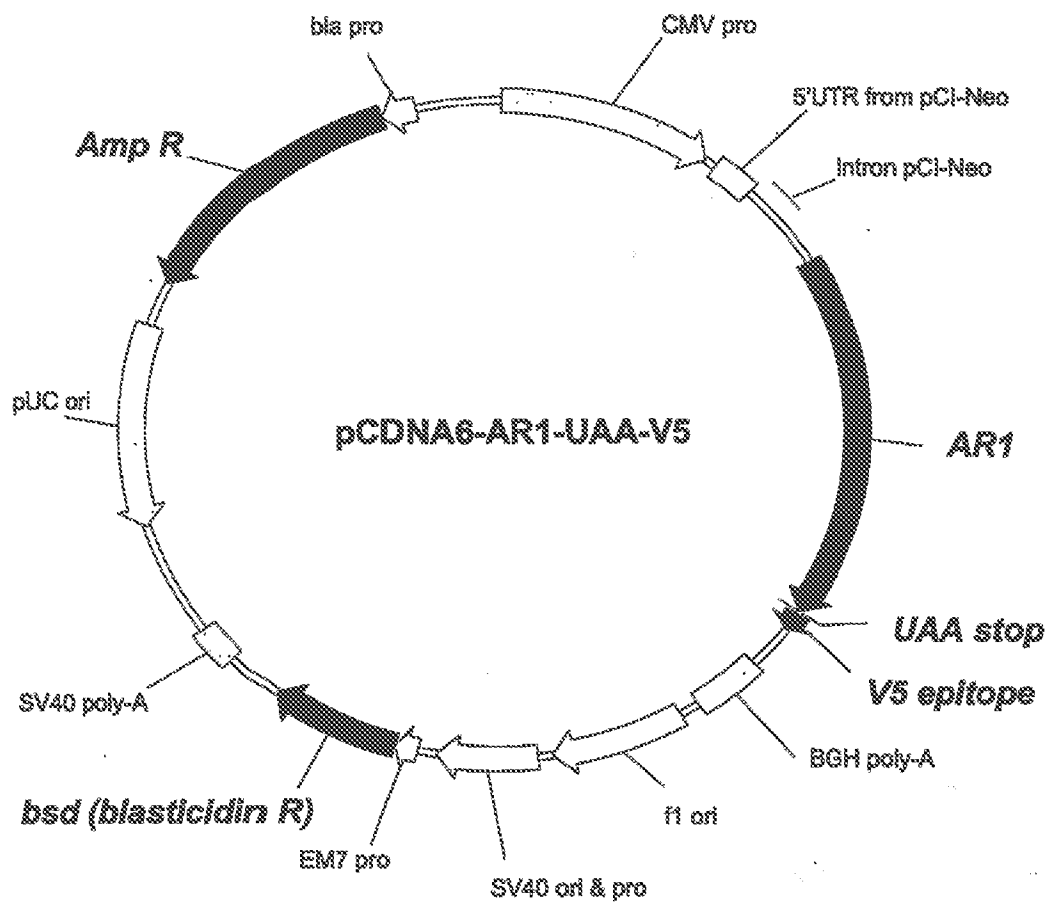 bla pro
CMV pro
5'UTR from pCI-Neo
Intron pCI-Neo
Amp R
pUC ori
pCDNA6-AR1-UAA-V5
AR1
UAA stop
V5 epitope
SV40 poly-A
BGH poly-A
bsd (blasticidin R)
f1 ori
EM7 pro
SV40 ori & pro